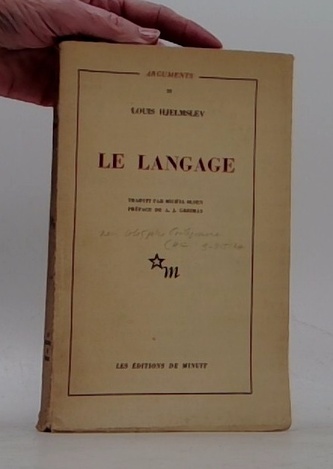 ARGUMENTS
LOUIS HJELMSLEV
LE LANGAGE
TRADUIT PAR MICHEL OLSEN
PRÉFACE DE A. J. GREIMAS
m
LES ÉDITIONS DE MINUIT